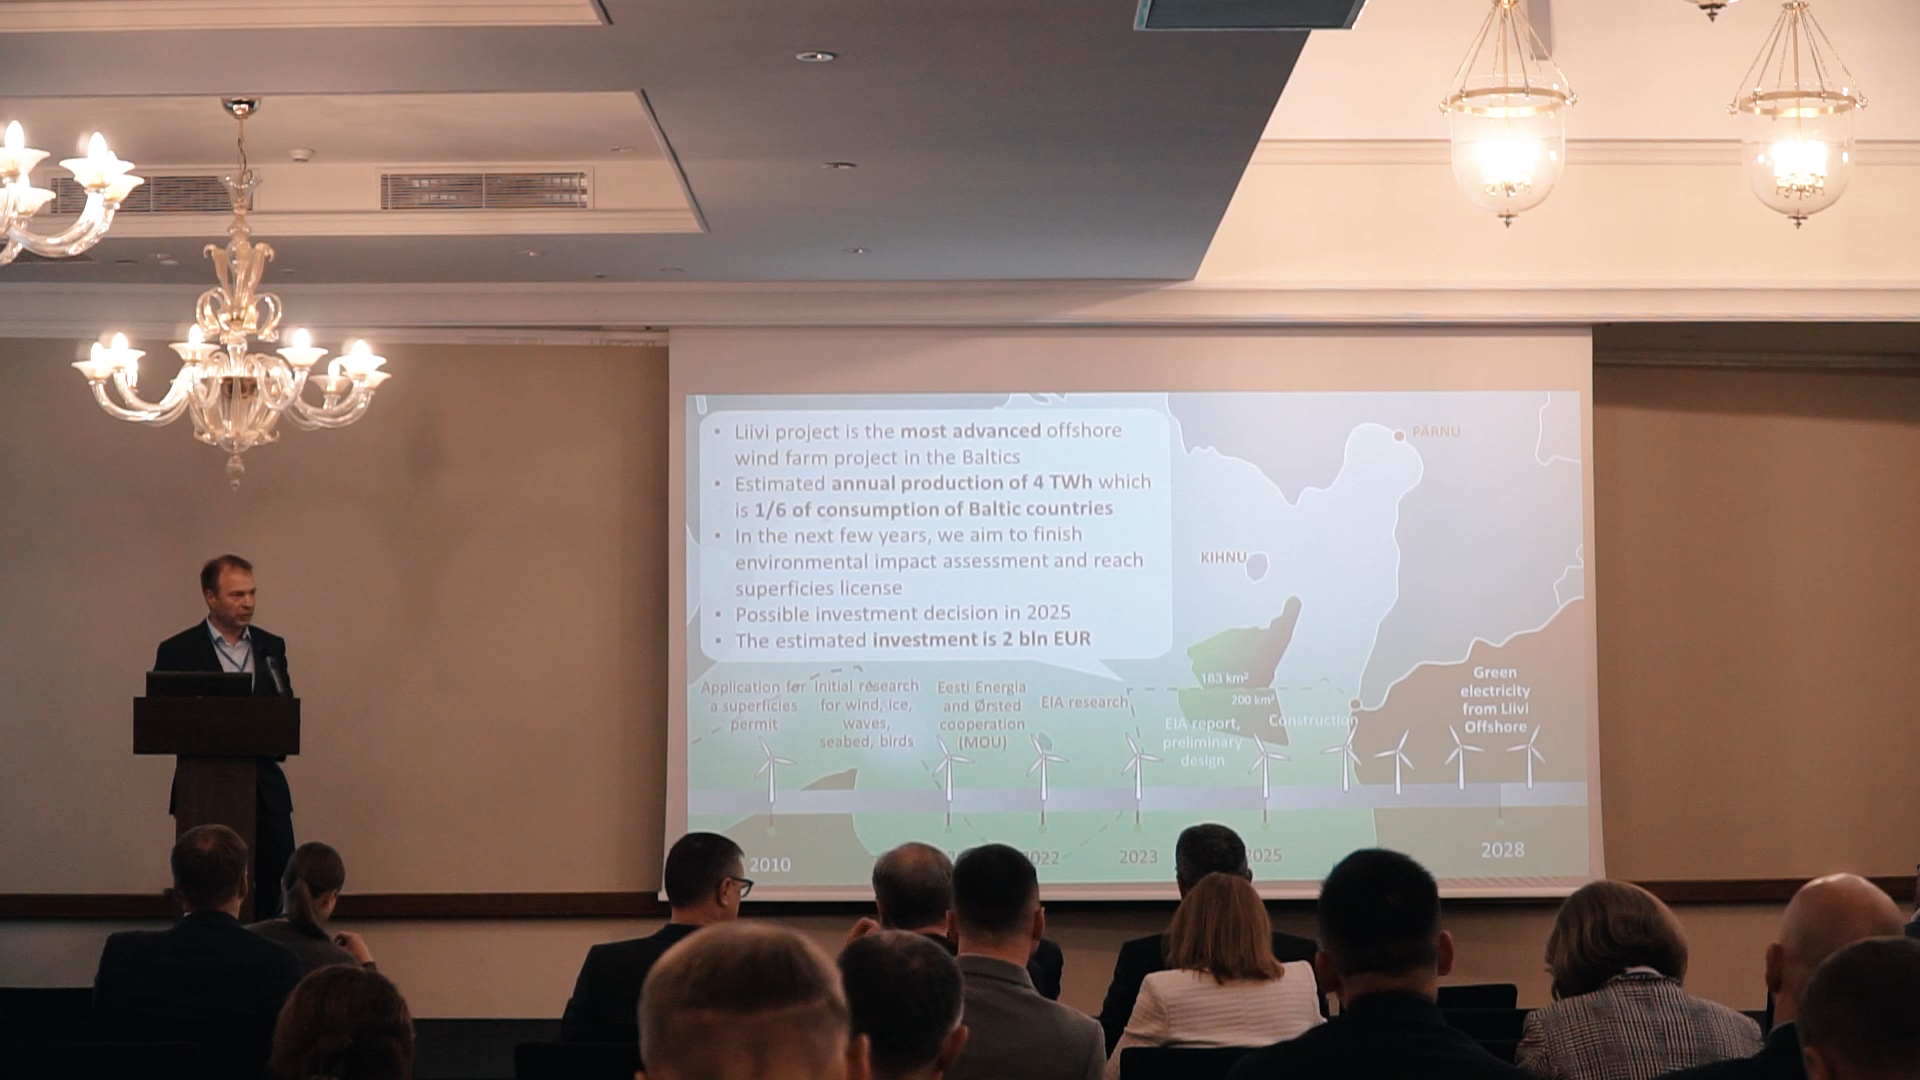 • Liivi project is the most advanced offshore
wind farm project in the Baltics
• Estimated annual production of 4 TWh which
is 1/6 of consumption of Baltic countries
• In the next few years, we aim to finish
environmental impact assessment and reach
superficies license
• Possible investment decision in 2025
• The estimated investment is 2 bln EUR
PÄRNU
KIHNU
183 km²
200 km²
Application for
a superficies
permit
Initial research
for wind, ice,
waves,
seabed, birds
Eesti Energia
and Ørsted
cooperation
(MOU)
EIA research
EIA report,
preliminary
design
Construction
Green
electricity
from Liivi
Offshore
2010
2023
2028